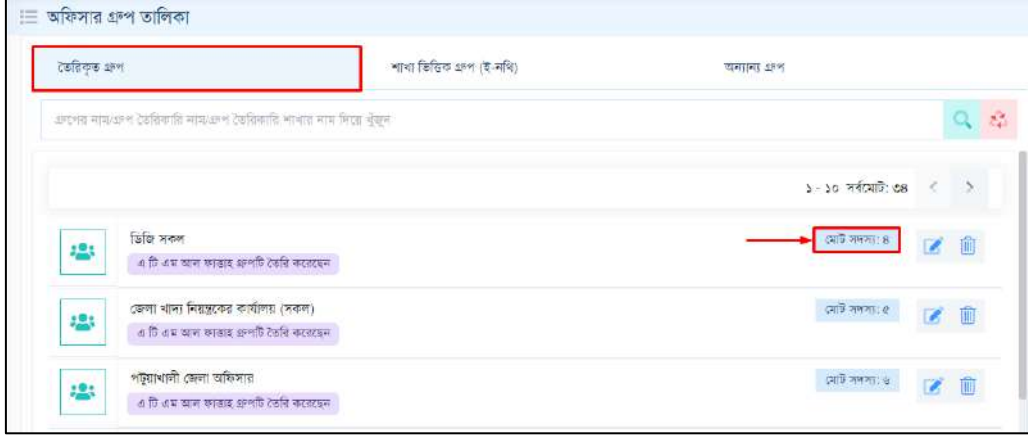 অফিসার গ্রুপ তালিকা
তৈরিকৃত গ্রুপ শাখা ভিত্তিক গ্রুপ (ই-নথি) অন্যান্য গ্রুপ
গ্রুপের নাম/গ্রুপ তৈরিকারি নাম/গ্রুপ তৈরিকারি শাখার নাম দিয়ে খুঁজুন
১ - ১০ সর্বমোট: ৩৪
ডিজি সকল মোট সদস্য: ৪
এ টি এম আল ফাত্তাহ গ্রুপটি তৈরি করেছেন
জেলা খাদ্য নিয়ন্ত্রকের কার্যালয় (সকল) মোট সদস্য: ৫
এ টি এম আল ফাত্তাহ গ্রুপটি তৈরি করেছেন
পটুয়াখালী জেলা অফিসার মোট সদস্য: ৬
এ টি এম আল ফাত্তাহ গ্রুপটি তৈরি করেছেন